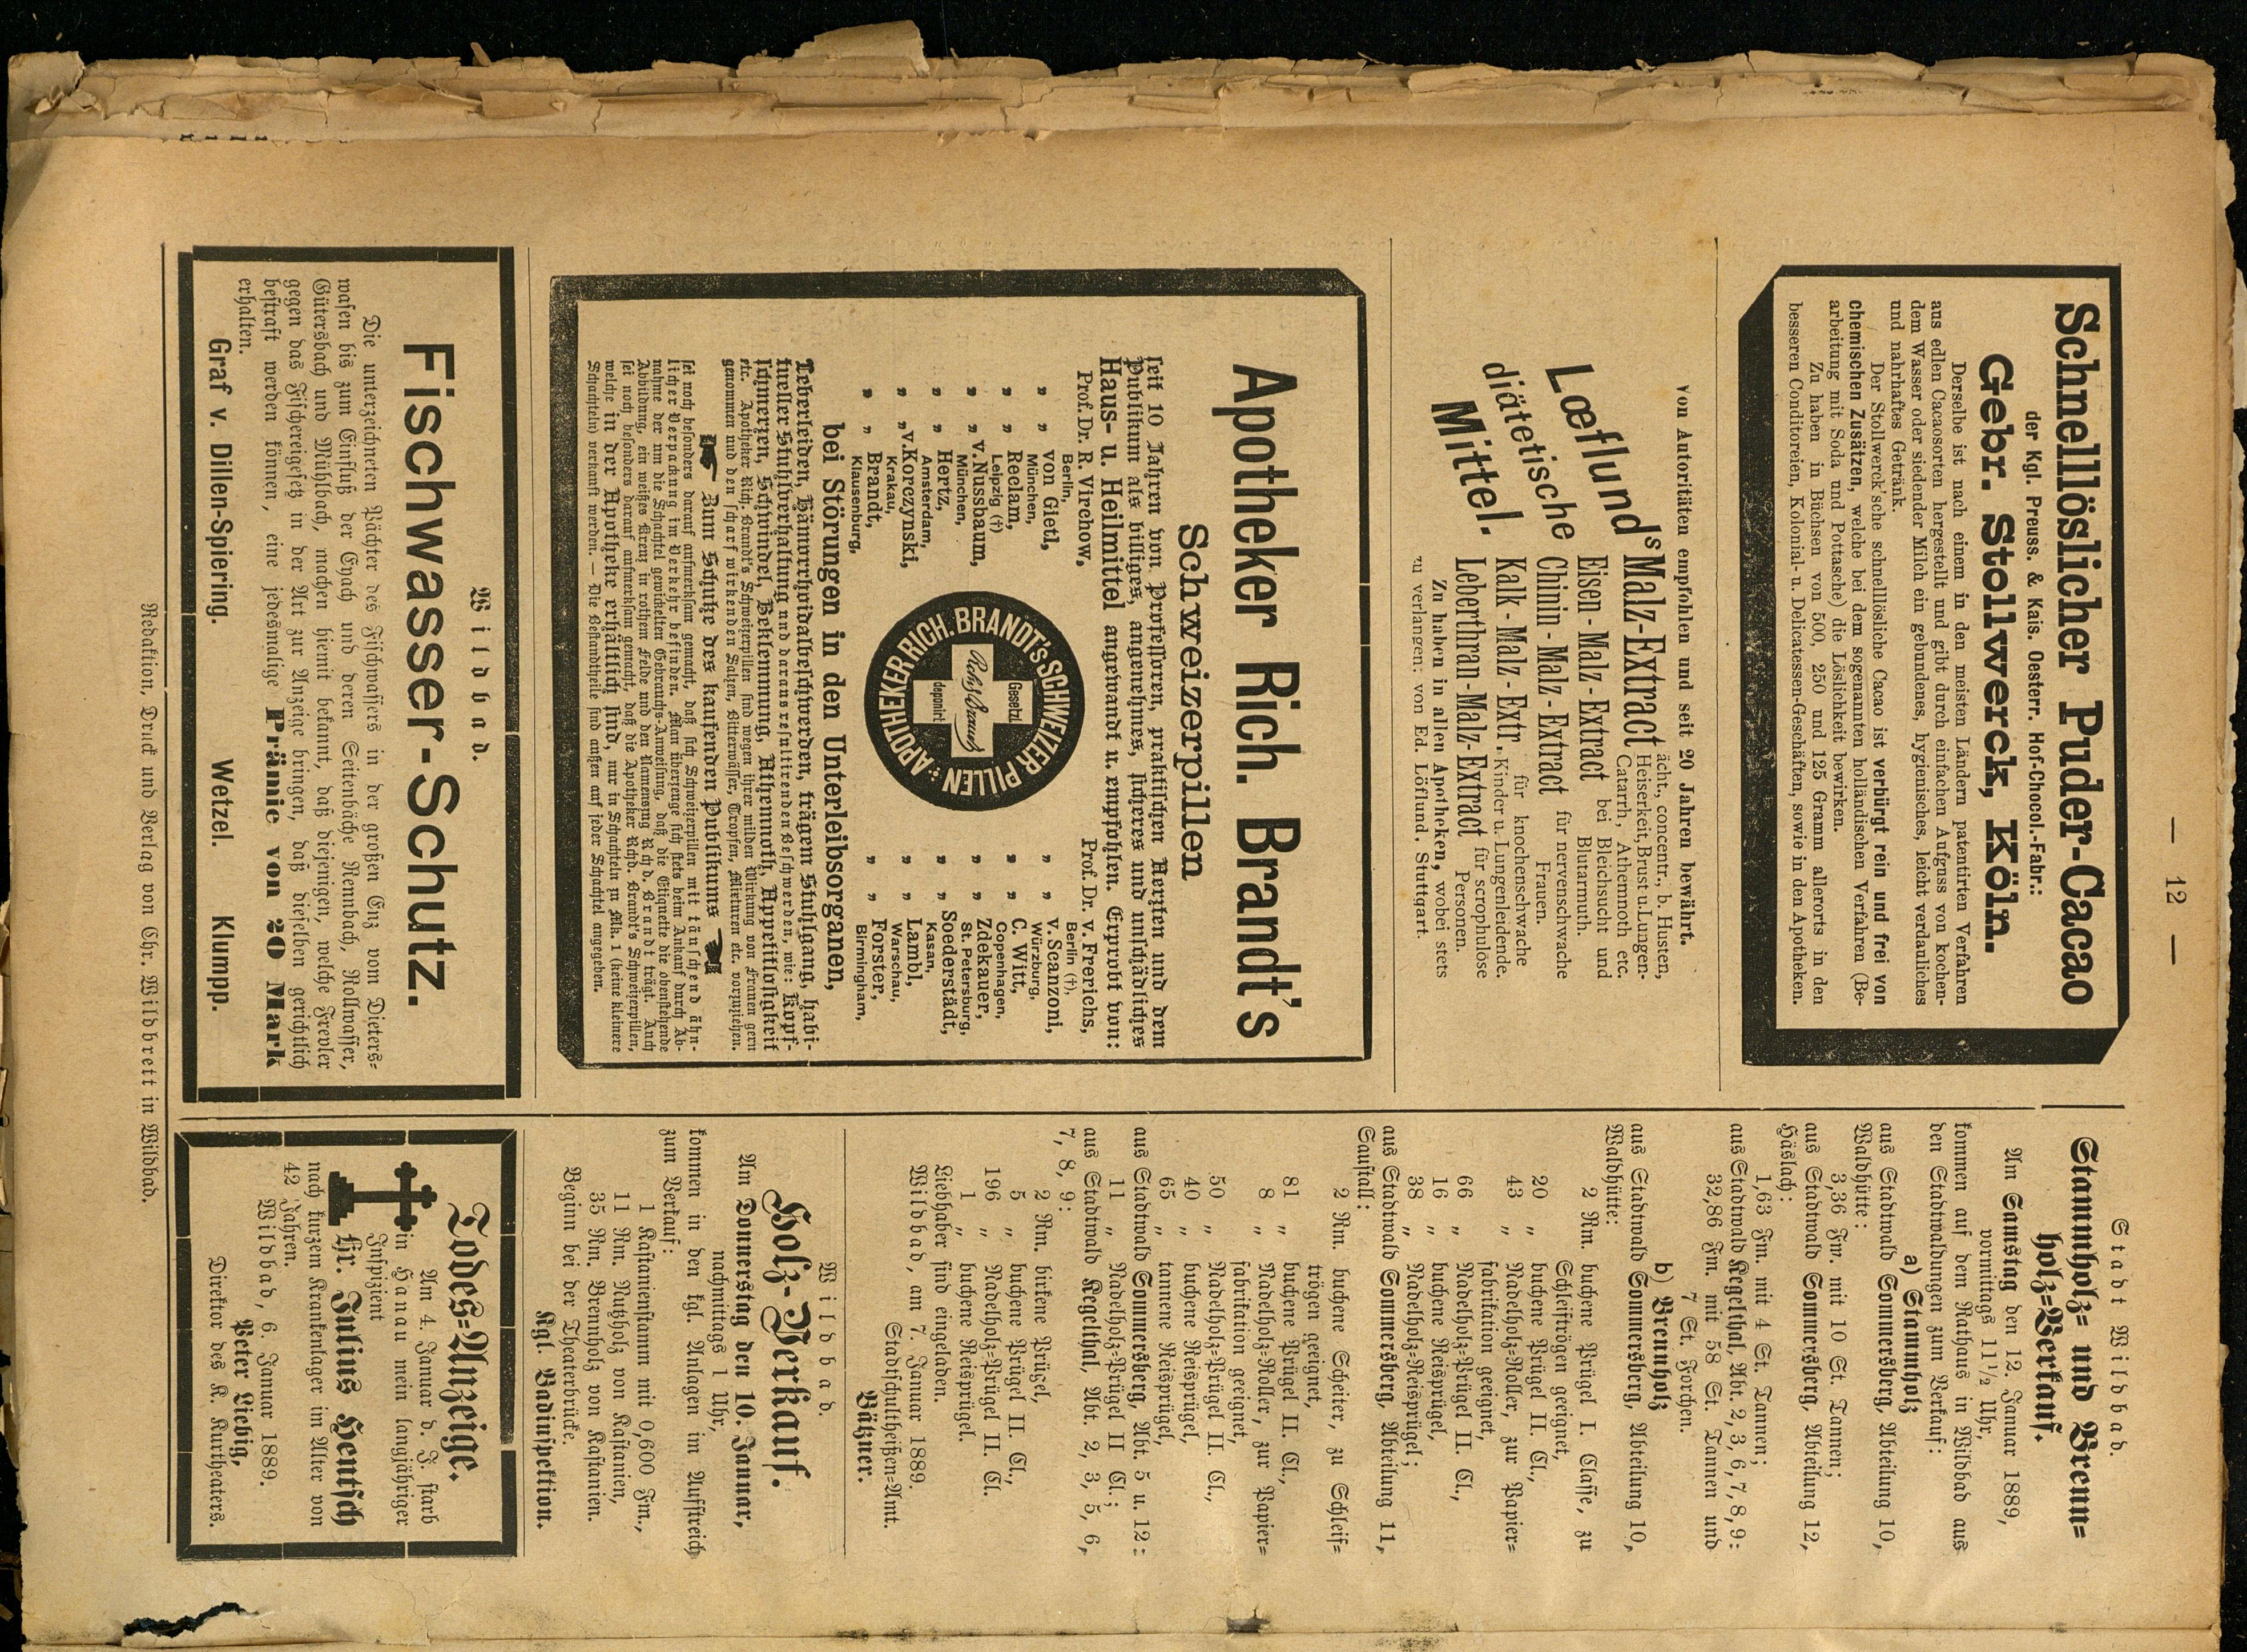 — 12 —
Schnelllöslicher Puder-Cacao
der Kgl. Preuss. & Kais. Oesterr. Hof-Chocol.-Fabr.:
Gebr. Stollwerck, Köln.
Derselbe ist nach einem in den meisten Ländern patentirten Verfahren
aus edlen Cacaosorten hergestellt und gibt durch einfachen Aufguss von kochen-
dem Wasser oder siedender Milch ein gebundenes, hygienisches, leicht verdauliches
und nahrhaftes Getränk.
Der Stollwerck'sche schnelllösliche Cacao ist verbürgt rein und frei von
chemischen Zusätzen, welche bei dem sogenannten holländischen Verfahren (Be-
arbeitung mit Soda und Pottasche) die Löslichkeit bewirken.
Zu haben in Büchsen von 500, 250 und 125 Gramm allerorts in den
besseren Conditoreien, Kolonial- u. Delicatessen-Geschäften, sowie in den Apotheken.
von Autoritäten empfohlen und seit 20 Jahren bewährt.
Lœflund's
diätetische
Mittel.
Malz-Extract ächt, concentr., b. Husten,
Heiserkeit, Brust u. Lungen-
Catarrh, Athemnoth etc.
Eisen-Malz-Extract bei Bleichsucht und
Blutarmuth.
Chinin-Malz-Extract für nervenschwache
Frauen.
Kalk-Malz-Extr. für knochenschwache
Kinder u. Lungenleidende.
Leberthran-Malz-Extract für scrophulöse
Personen.
Zu haben in allen Apotheken, wobei stets
zu verlangen: von Ed. Löflund, Stuttgart.
Apotheker Rich. Brandt's
Schweizerpillen
seit 10 Jahren von Professoren, praktischen Aerzten und dem
Publikum als billiges, angenehmes, sicheres und unschädliches
Haus- u. Heilmittel angewandt u. empfohlen. Erprobt von:
Prof. Dr. R. Virchow,
Berlin,
„ „ von Gietl,
München,
„ „ Reclam,
Leipzig (†)
„ „ v. Nussbaum,
München,
„ „ Hertz,
Amsterdam,
„ „ v. Korczynski,
Krakau,
„ „ Brandt,
Klausenburg,
APOTHEKER RICH. BRANDT'S SCHWEIZER PILLEN
Gesetzl
Rchd Brandt
deponirt
Prof. Dr. v. Frerichs,
Berlin (†),
„ „ v. Scanzoni,
Würzburg,
„ „ C. Witt,
Copenhagen,
„ „ Zdekauer,
St. Petersburg,
„ „ Soederstädt,
Kasan,
„ „ Lambl,
Warschau,
„ „ Forster,
Birmingham,
bei Störungen in den Unterleibsorganen,
Leberleiden, Hämorrhoidalbeschwerden, trägem Stuhlgang, habi-
tueller Stuhlverhaltung und daraus resultirenden Beschwerden, wie: Kopf-
schmerzen, Schwindel, Beklemmung, Athemnoth, Appetitlosigkeit
etc. Apotheker Rich. Brandt's Schweizerpillen sind wegen ihrer milden Wirkung von Frauen gern
genommen und den scharf wirkenden Salzen, Bitterwässer, Tropfen, Mixturen etc. vorzuziehen.
Zum Schutze des kaufenden Publikums
sei noch besonders darauf aufmerksam gemacht, daß sich Schweizerpillen mit täuschend ähn-
licher Verpackung im Verkehr befinden. Man überzeuge sich stets beim Ankauf durch Ab-
nahme der um die Schachtel gewickelten Gebrauchs-Anweisung, daß die Etiquette die obenstehende
Abbildung, ein weißes Kreuz in rothem Felde und den Namenszug Rchd. Brandt trägt. Auch
sei noch besonders darauf aufmerksam gemacht, daß die Apotheker Rchd. Brandt's Schweizerpillen,
welche in der Apotheke erhältlich sind, nur in Schachteln zu Mk. 1 (keine kleinere
Schachteln) verkauft werden. — Die Bestandtheile sind außen auf jeder Schachtel angegeben.
Wildbad.
Fischwasser-Schutz.
Die unterzeichneten Pächter des Fischwassers in der großen Enz vom Dieters-
wasen bis zum Einfluß der Eyach und deren Seitenbäche Rennbach, Rollwasser,
Gütersbach und Mühlbach, machen hiemit bekannt, daß diejenigen, welche Frevler
gegen das Fischereigesetz in der Art zur Anzeige bringen, daß dieselben gerichtlich
bestraft werden können, eine jedesmalige Prämie von 20 Mark
erhalten.
Graf v. Dillen-Spiering. Wetzel. Klumpp.
Stadt Wildbad.
Stammholz- und Brenn-
holz-Verkauf.
Am Samstag den 12. Januar 1889,
vormittags 11½ Uhr,
kommen auf dem Rathaus in Wildbad aus
den Stadtwaldungen zum Verkauf:
a) Stammholz
aus Stadtwald Sommersberg, Abteilung 10,
Waldhütte:
3,36 Fm. mit 10 St. Tannen;
aus Stadtwald Sommersberg, Abteilung 12,
Häslach:
1,63 Fm. mit 4 St. Tannen;
aus Stadtwald Kegelthal, Abt. 2, 3, 6, 7, 8, 9:
32,86 Fm. mit 58 St. Tannen und
7 St. Forchen.
b) Brennholz
aus Stadtwald Sommersberg, Abteilung 10,
Waldhütte:
2 Rm. buchene Prügel I. Classe, zu
Schleiftrögen geeignet,
20 „ buchene Prügel II. Cl.,
43 „ Nadelholz-Roller, zur Papier-
fabrikation geeignet,
66 „ Nadelholz-Prügel II. Cl.,
16 „ buchene Reisprügel,
38 „ Nadelholz-Reisprügel;
aus Stadtwald Sommersberg, Abteilung 11,
Saustall:
2 Rm. buchene Scheiter, zu Schleif-
trögen geeignet,
81 „ buchene Prügel II. Cl.,
8 „ Nadelholz-Roller, zur Papier-
fabrikation geeignet,
50 „ Nadelholz-Prügel II. Cl.,
40 „ buchene Reisprügel,
65 „ tannene Reisprügel,
aus Stadtwald Sommersberg, Abt. 5 u. 12:
11 „ Nadelholz-Prügel II Cl.;
aus Stadtwald Kegelthal, Abt. 2, 3, 5, 6,
7, 8, 9:
2 Rm. birkene Prügel,
5 „ buchene Prügel II. Cl.,
196 „ Nadelholz-Prügel II. Cl.
1 „ buchene Reisprügel.
Liebhaber sind eingeladen.
Wildbad, am 7. Januar 1889.
Stadtschultheißen-Amt.
Bätzner.
Wildbad.
Holz-Verkauf.
Am Donnerstag den 10. Januar,
nachmittags 1 Uhr,
kommen in den kgl. Anlagen im Aufstreich
zum Verkauf:
1 Kastanienstamm mit 0,600 Fm.,
11 Rm. Nutzholz von Kastanien,
35 Rm. Brennholz von Kastanien.
Beginn bei der Theaterbrücke.
Kgl. Badinspektion.
Todes-Anzeige.
Am 4. Januar d. J. starb
in Hanau mein langjähriger
Inspizient
Hr. Julius Hentsch
nach kurzem Krankenlager im Alter von
42 Jahren.
Wildbad, 6. Januar 1889.
Peter Liebig,
Direktor des K. Kurtheaters.
Redaktion, Druck und Verlag von Chr. Wildbrett in Wildbad.